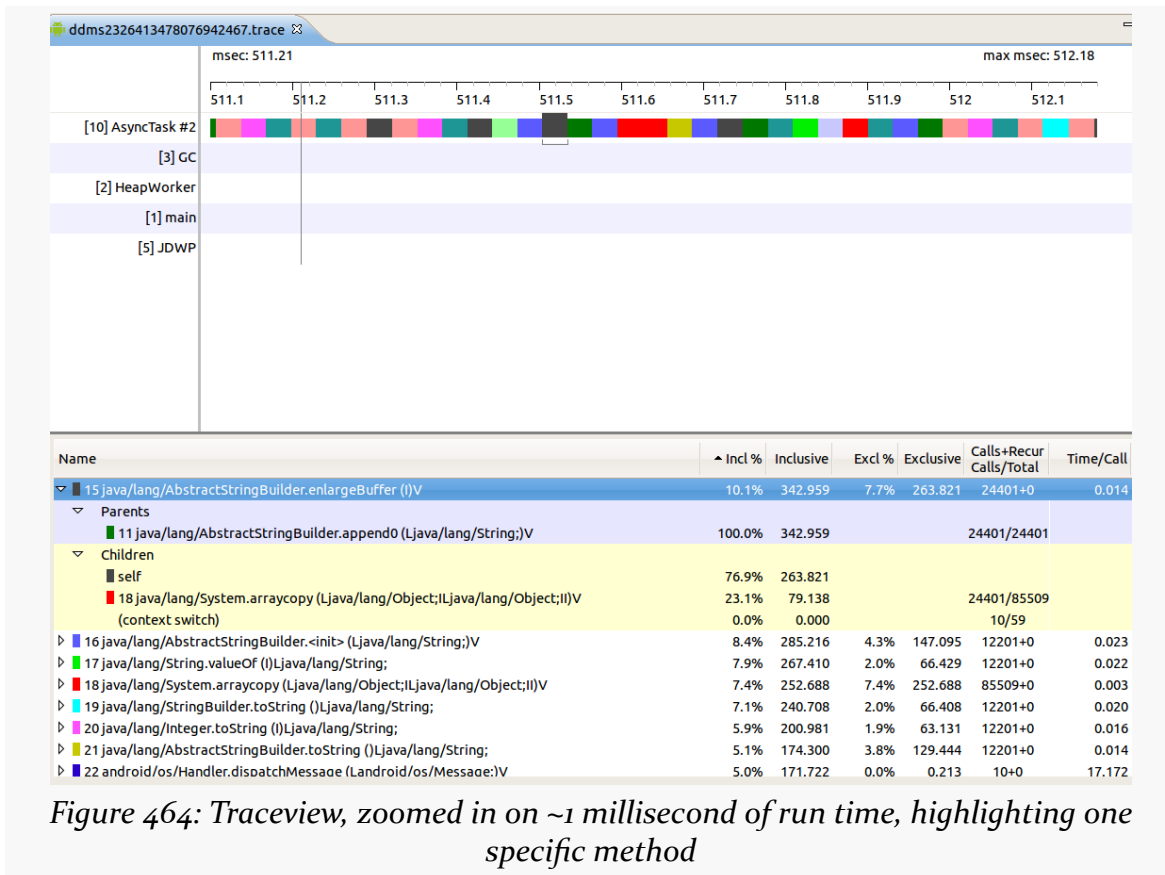 ddms2326413478076942467.trace
msec: 511.21 max msec: 512.18
511.1 511.2 511.3 511.4 511.5 511.6 511.7 511.8 511.9 512 512.1
[10] AsyncTask #2
[3] GC
[2] HeapWorker
[1] main
[5] JDWP
Name Incl % Inclusive Excl % Exclusive Calls+Recur Calls/Total Time/Call
15 java/lang/AbstractStringBuilder.enlargeBuffer (I)V 10.1% 342.959 7.7% 263.821 24401+0 0.014
Parents
11 java/lang/AbstractStringBuilder.append0 (Ljava/lang/String;)V 100.0% 342.959 24401/24401
Children
self 76.9% 263.821
18 java/lang/System.arraycopy (Ljava/lang/Object;ILjava/lang/Object;II)V 23.1% 79.138 24401/85509
(context switch) 0.0% 0.000 10/59
16 java/lang/AbstractStringBuilder.<init> (Ljava/lang/String;)V 8.4% 285.216 4.3% 147.095 12201+0 0.023
17 java/lang/String.valueOf (I)Ljava/lang/String; 7.9% 267.410 2.0% 66.429 12201+0 0.022
18 java/lang/System.arraycopy (Ljava/lang/Object;ILjava/lang/Object;II)V 7.4% 252.688 7.4% 252.688 85509+0 0.003
19 java/lang/StringBuilder.toString ()Ljava/lang/String; 7.1% 240.708 2.0% 66.408 12201+0 0.020
20 java/lang/Integer.toString (I)Ljava/lang/String; 5.9% 200.981 1.9% 63.131 12201+0 0.016
21 java/lang/AbstractStringBuilder.toString ()Ljava/lang/String; 5.1% 174.300 3.8% 129.444 12201+0 0.014
22 android/os/Handler.dispatchMessage (Landroid/os/Message;)V 5.0% 171.722 0.0% 0.213 10+0 17.172
Figure 464: Traceview, zoomed in on ~1 millisecond of run time, highlighting one
specific method